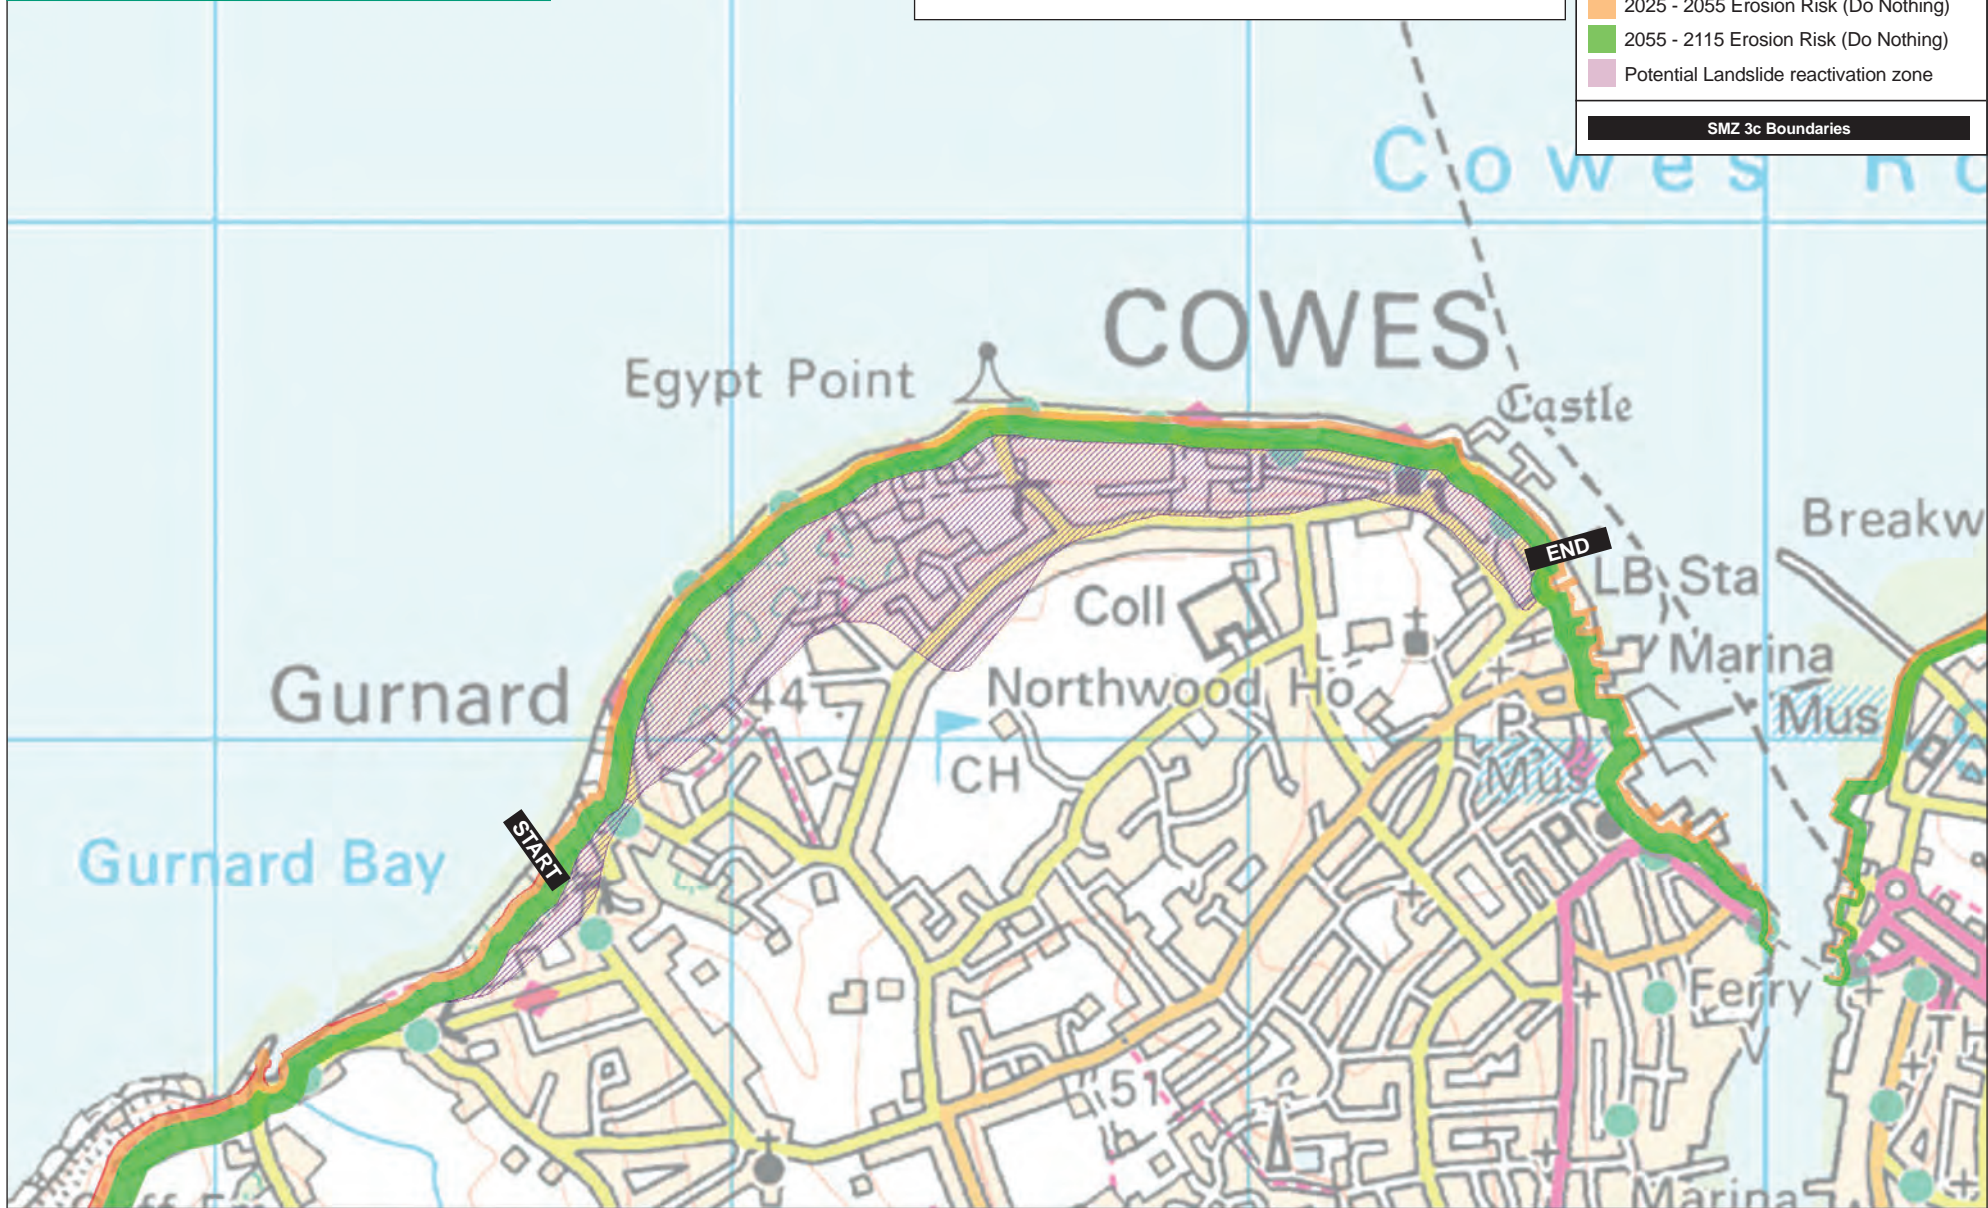 2025 - 2055 Erosion Risk (Do Nothing)
2055 - 2115 Erosion Risk (Do Nothing)
Potential Landslide reactivation zone
SMZ 3c Boundaries
Cowes
COWES
Egypt Point
Castle
Breakw
END
LB Sta
Coll
Marina
Gurnard
44
Northwood Ho
P
Mus
CH
Mus
START
Gurnard Bay
Ferry
V
51
Marina